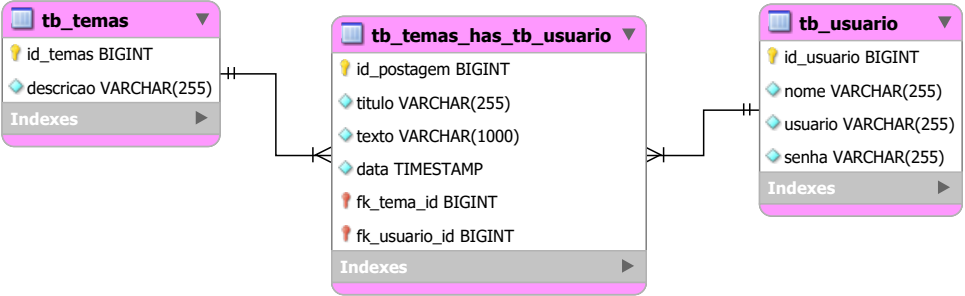 tb_temas
id_temas BIGINT
descricao VARCHAR(255)
Indexes
tb_temas_has_tb_usuario
id_postagem BIGINT
titulo VARCHAR(255)
texto VARCHAR(1000)
data TIMESTAMP
fk_tema_id BIGINT
fk_usuario_id BIGINT
Indexes
tb_usuario
id_usuario BIGINT
nome VARCHAR(255)
usuario VARCHAR(255)
senha VARCHAR(255)
Indexes